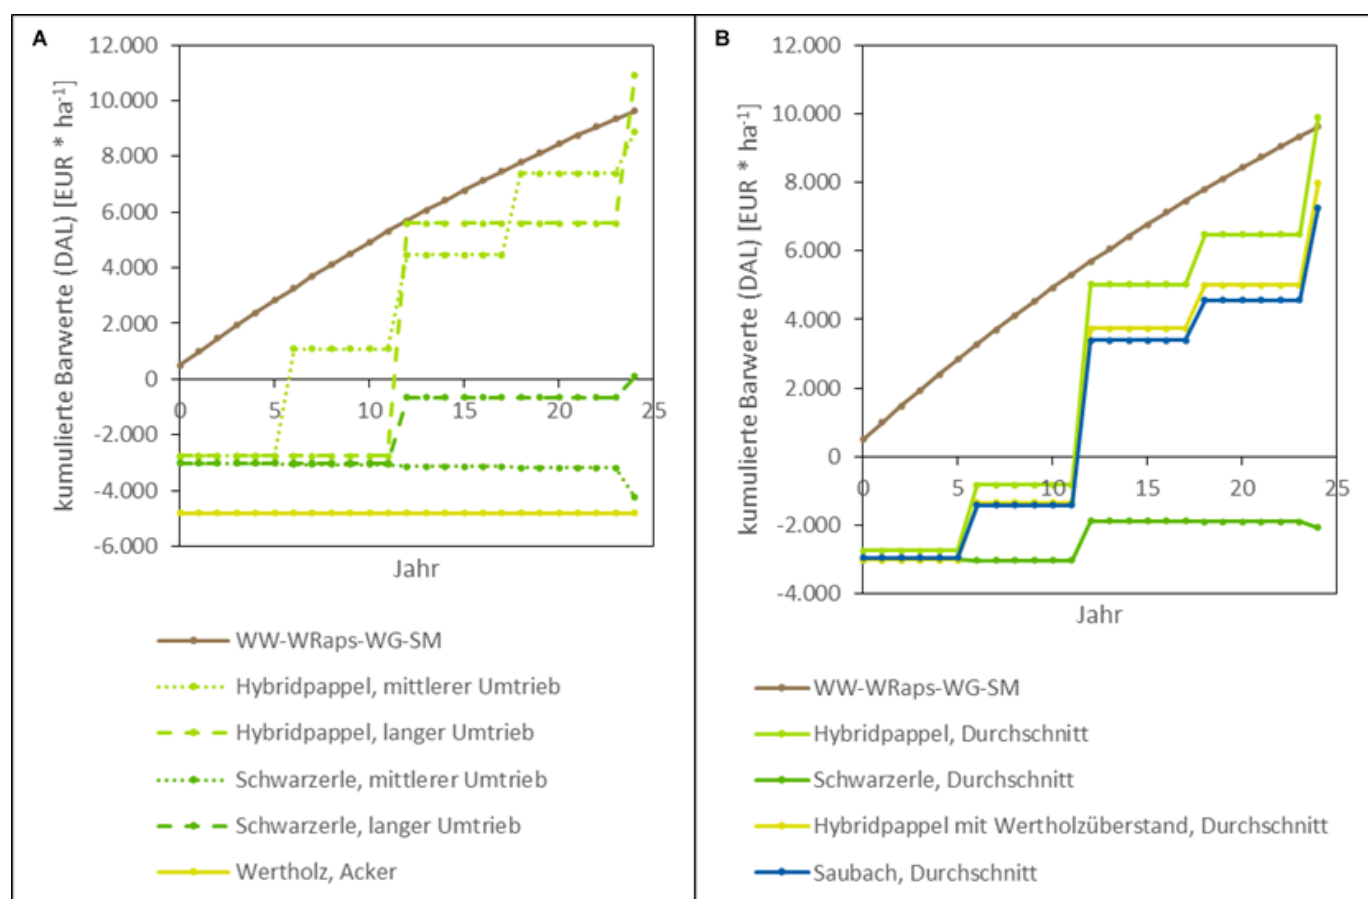 A
kumulierte Barwerte (DAL) [EUR * ha⁻¹]
12.000
10.000
8.000
6.000
4.000
2.000
0
-2.000
-4.000
-6.000
0
5
10
15
20
25
Jahr
WW-WRaps-WG-SM
Hybridpappel, mittlerer Umtrieb
Hybridpappel, langer Umtrieb
Schwarzerle, mittlerer Umtrieb
Schwarzerle, langer Umtrieb
Wertholz, Acker
B
kumulierte Barwerte (DAL) [EUR * ha⁻¹]
12.000
10.000
8.000
6.000
4.000
2.000
0
-2.000
-4.000
0
5
10
15
20
25
Jahr
WW-WRaps-WG-SM
Hybridpappel, Durchschnitt
Schwarzerle, Durchschnitt
Hybridpappel mit Wertholzüberstand, Durchschnitt
Saubach, Durchschnitt